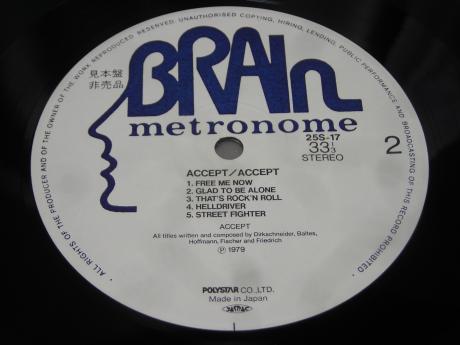 ALL RIGHTS OF THE PRODUCER AND OF THE OWNER OF THE WORK REPRODUCED RESERVED. UNAUTHORISED COPYING, HIRING, LENDING, PUBLIC PERFORMANCE AND BROADCASTING OF THIS RECORD PROHIBITED •
見本盤
非売品
BRAIN
metronome
25S-17
33 1/3
STEREO
2
ACCEPT/ACCEPT
1. FREE ME NOW
2. GLAD TO BE ALONE
3. THAT'S ROCK'N ROLL
4. HELLDRIVER
5. STREET FIGHTER
ACCEPT
All titles written and composed by Dirkschneider, Baltes,
Hoffmann, Fischer and Friedrich
Ⓟ 1979
POLYSTAR CO.,LTD.
Made in Japan
JASRAC